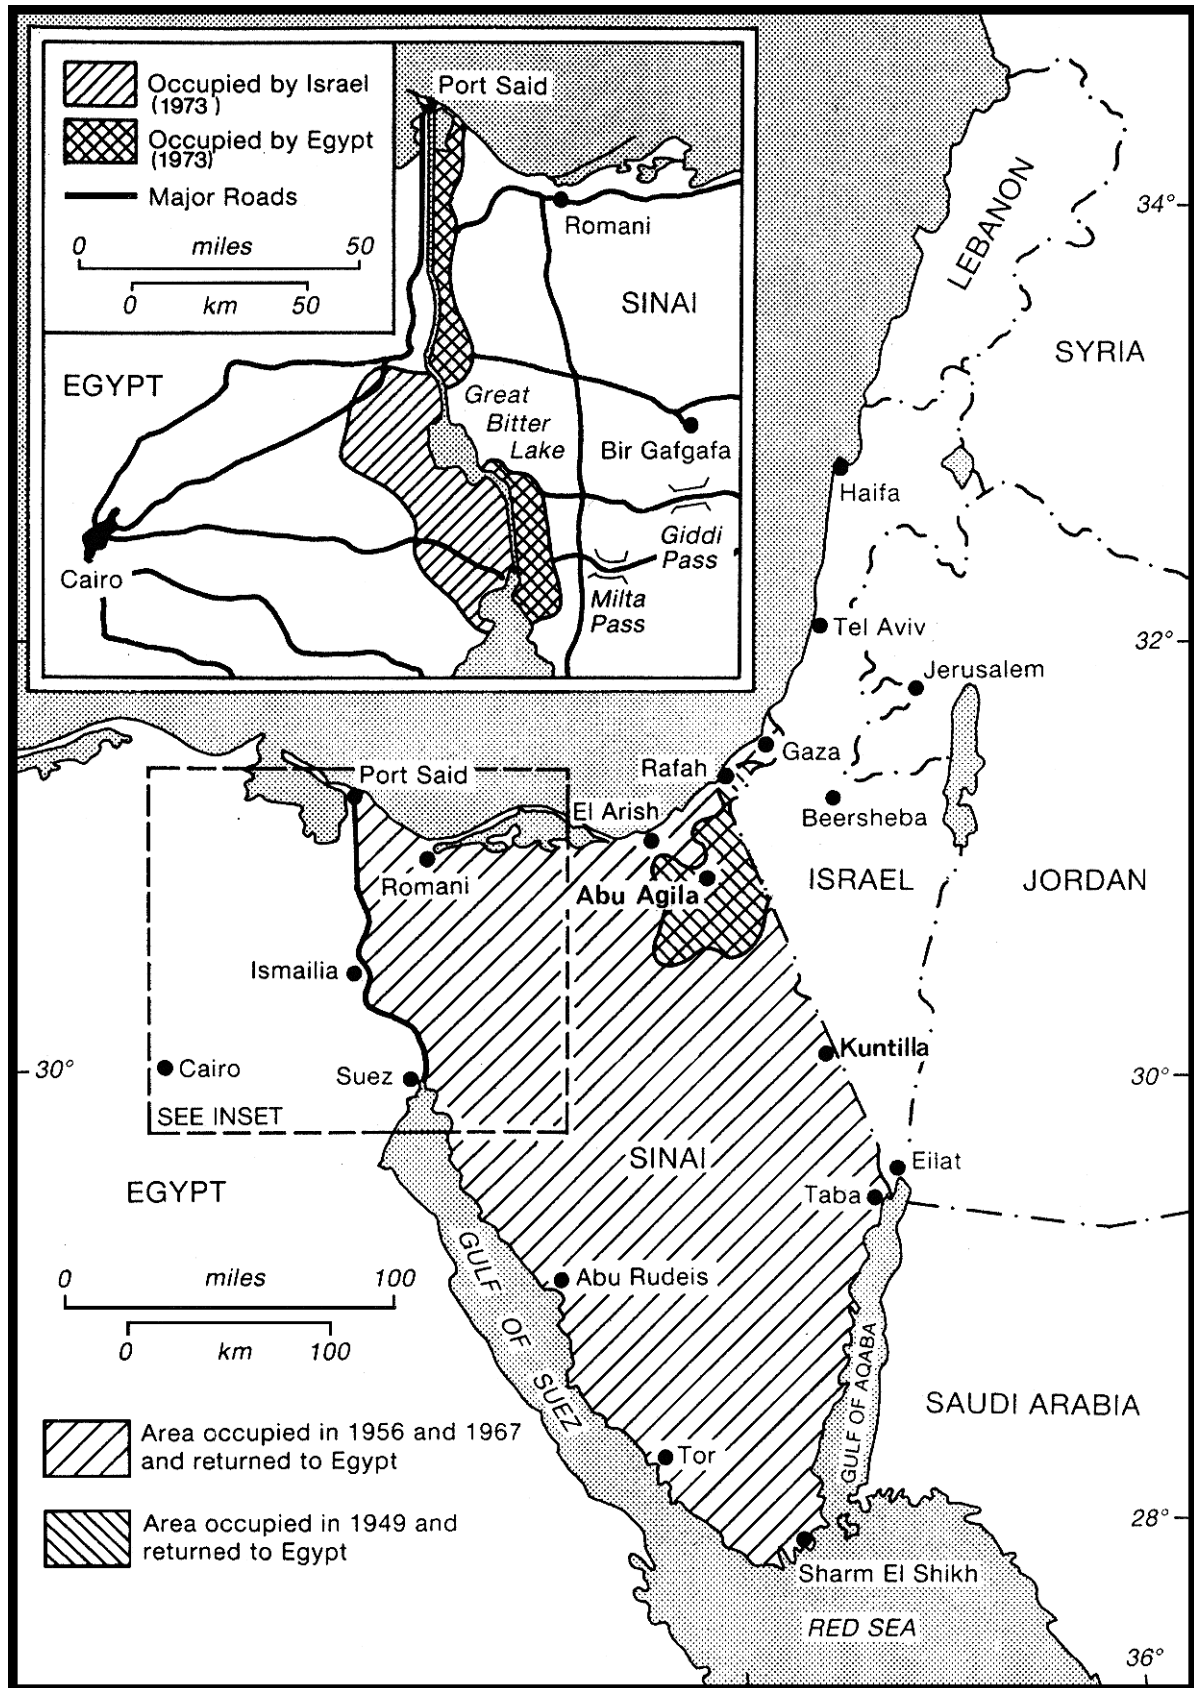 Occupied by Israel
(1973)
Occupied by Egypt
(1973)
Major Roads
0 miles 50
0 km 50
Port Said
Romani
SINAI
EGYPT
Great
Bitter
Lake
Bir Gafgafa
Giddi
Pass
Cairo
Milta
Pass
LEBANON
34°
SYRIA
Haifa
Tel Aviv
32°
Jerusalem
Gaza
Rafah
Port Said
El Arish
Beersheba
Romani
Abu Agila
ISRAEL
JORDAN
Ismailia
Kuntilla
30°
Cairo
Suez
30°
SEE INSET
SINAI
Eilat
EGYPT
Taba
GULF OF SUEZ
0 miles 100
Abu Rudeis
0 km 100
GULF OF AQABA
SAUDI ARABIA
Area occupied in 1956 and 1967
and returned to Egypt
Tor
Area occupied in 1949 and
returned to Egypt
28°
Sharm El Shikh
RED SEA
36°